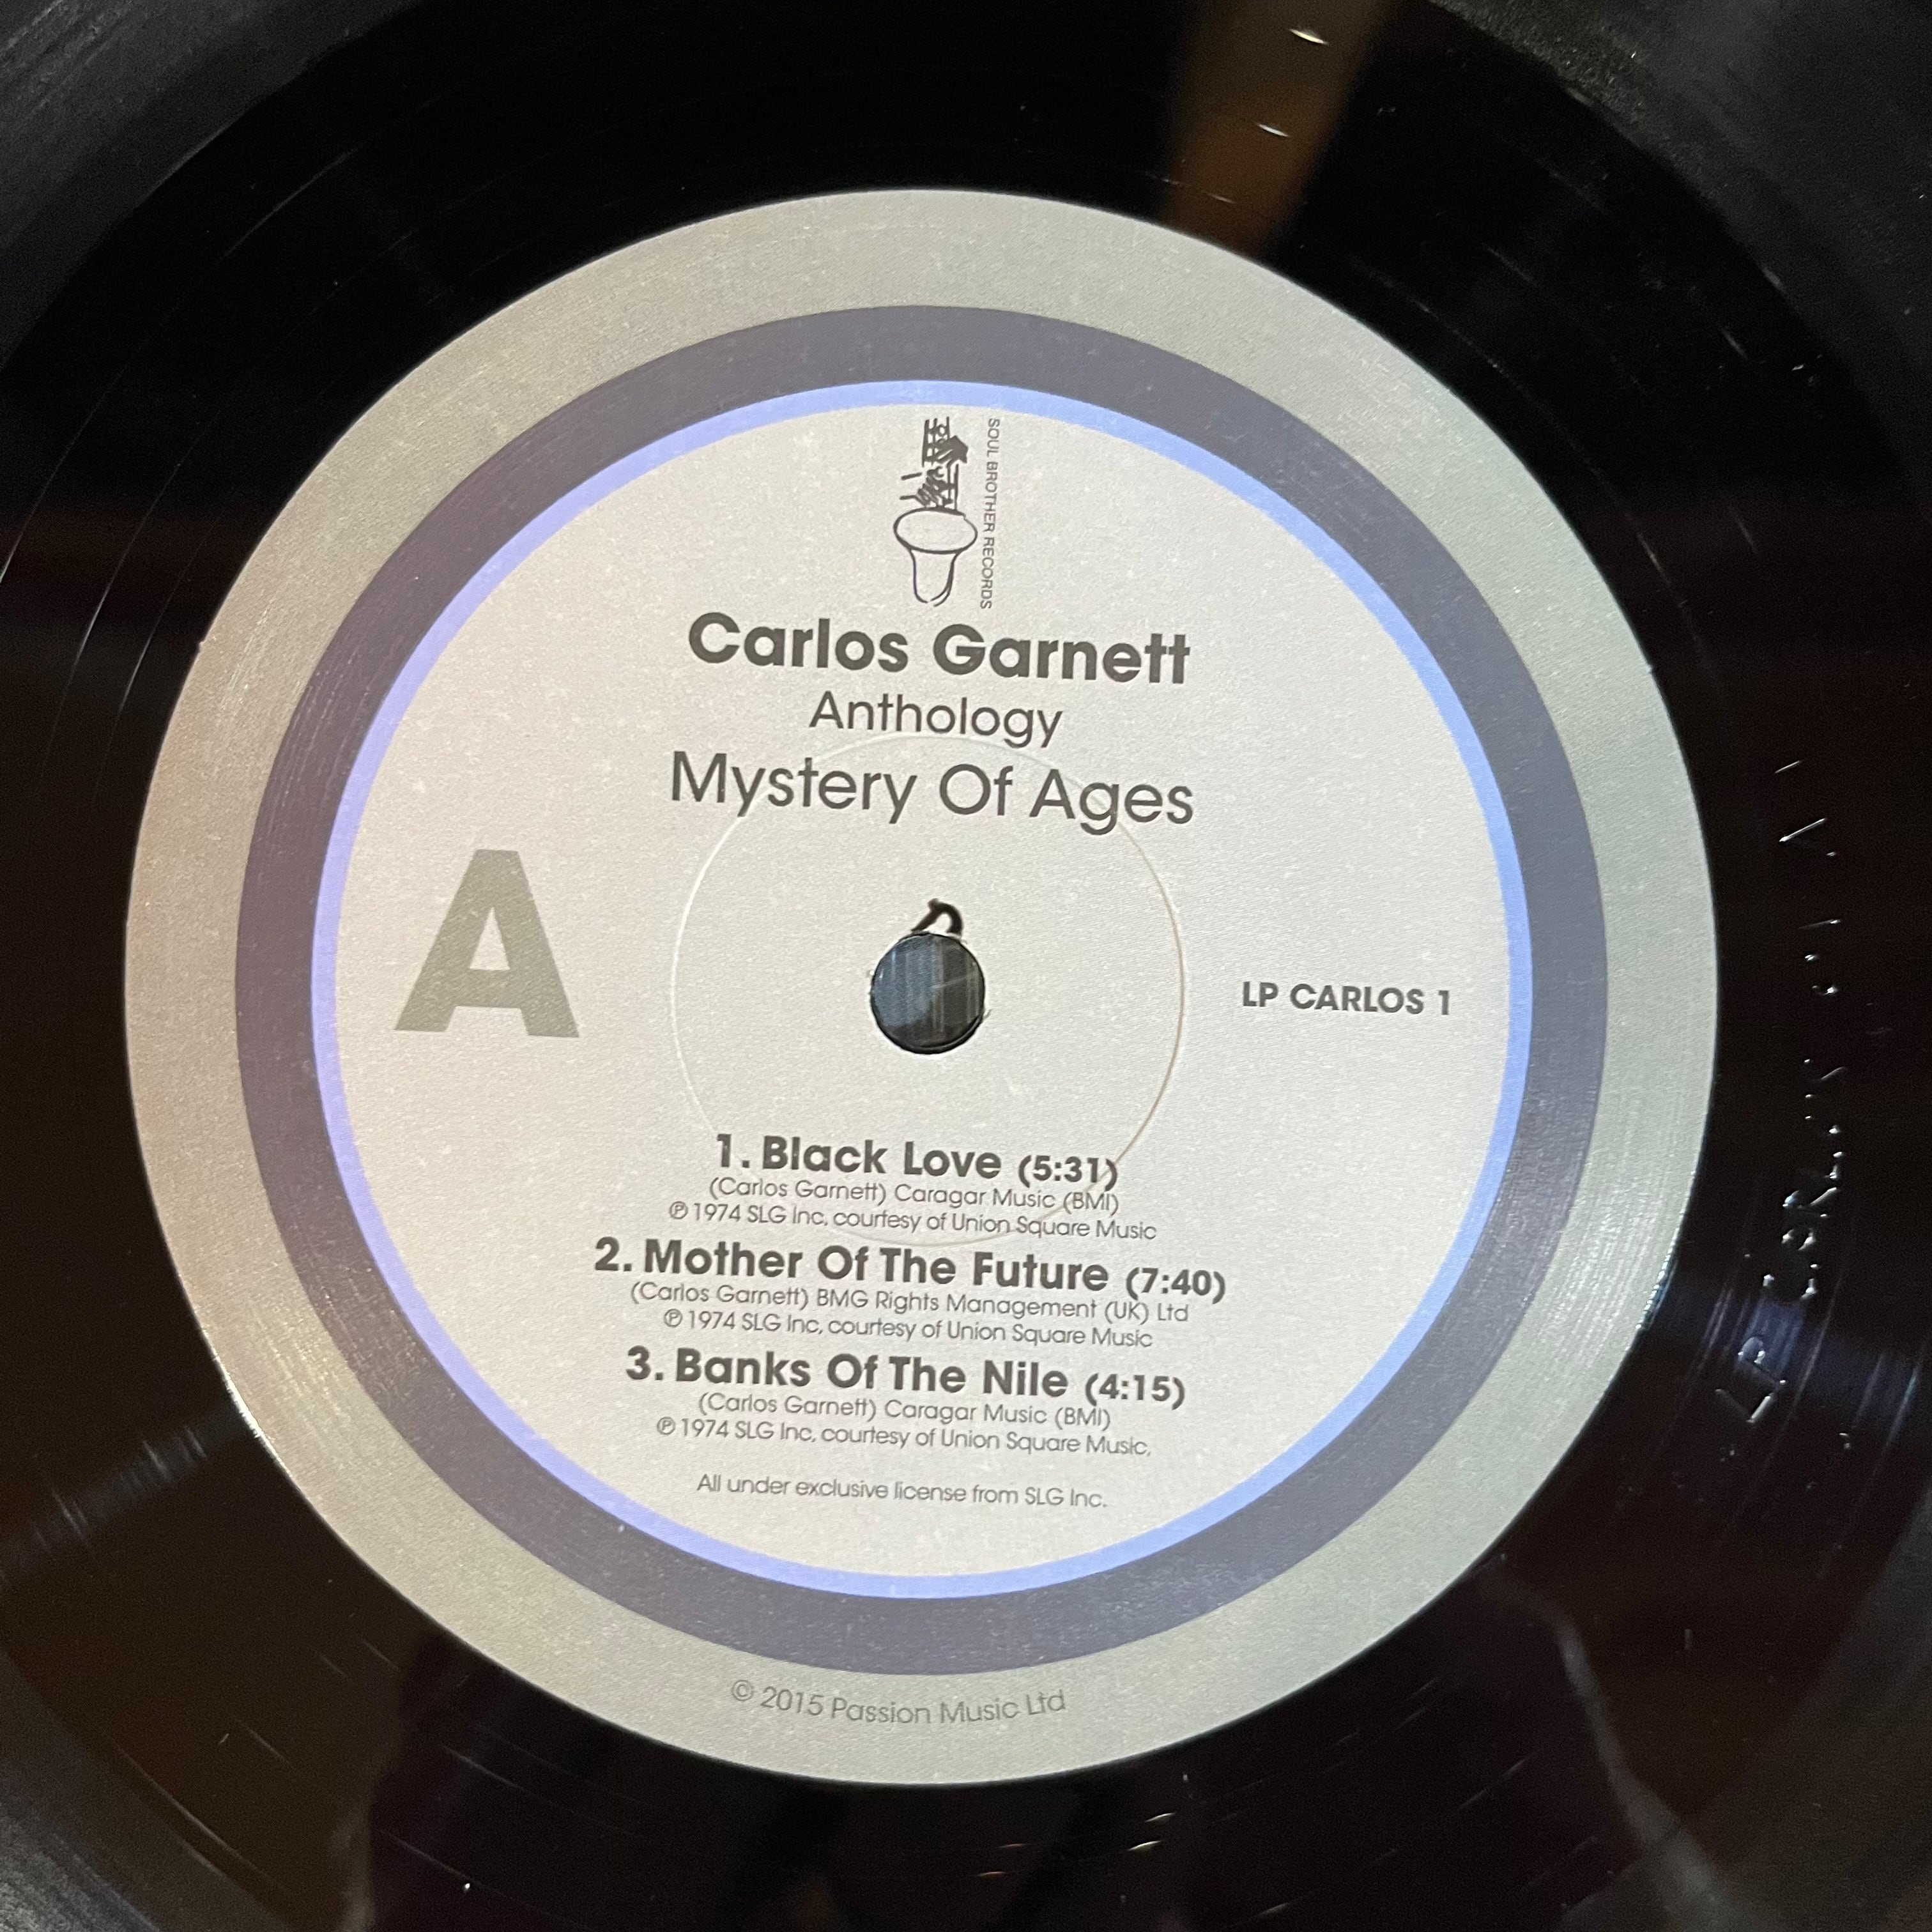 SOUL BROTHER RECORDS
Carlos Garnett
Anthology
Mystery Of Ages
A
LP CARLOS 1
1. Black Love (5:31)
(Carlos Garnett) Caragar Music (BMI)
℗ 1974 SLG Inc, courtesy of Union Square Music
2. Mother Of The Future (7:40)
(Carlos Garnett) BMG Rights Management (UK) Ltd
℗ 1974 SLG Inc, courtesy of Union Square Music
3. Banks Of The Nile (4:15)
(Carlos Garnett) Caragar Music (BMI)
℗ 1974 SLG Inc, courtesy of Union Square Music,
All under exclusive license from SLG Inc.
© 2015 Passion Music Ltd
LP